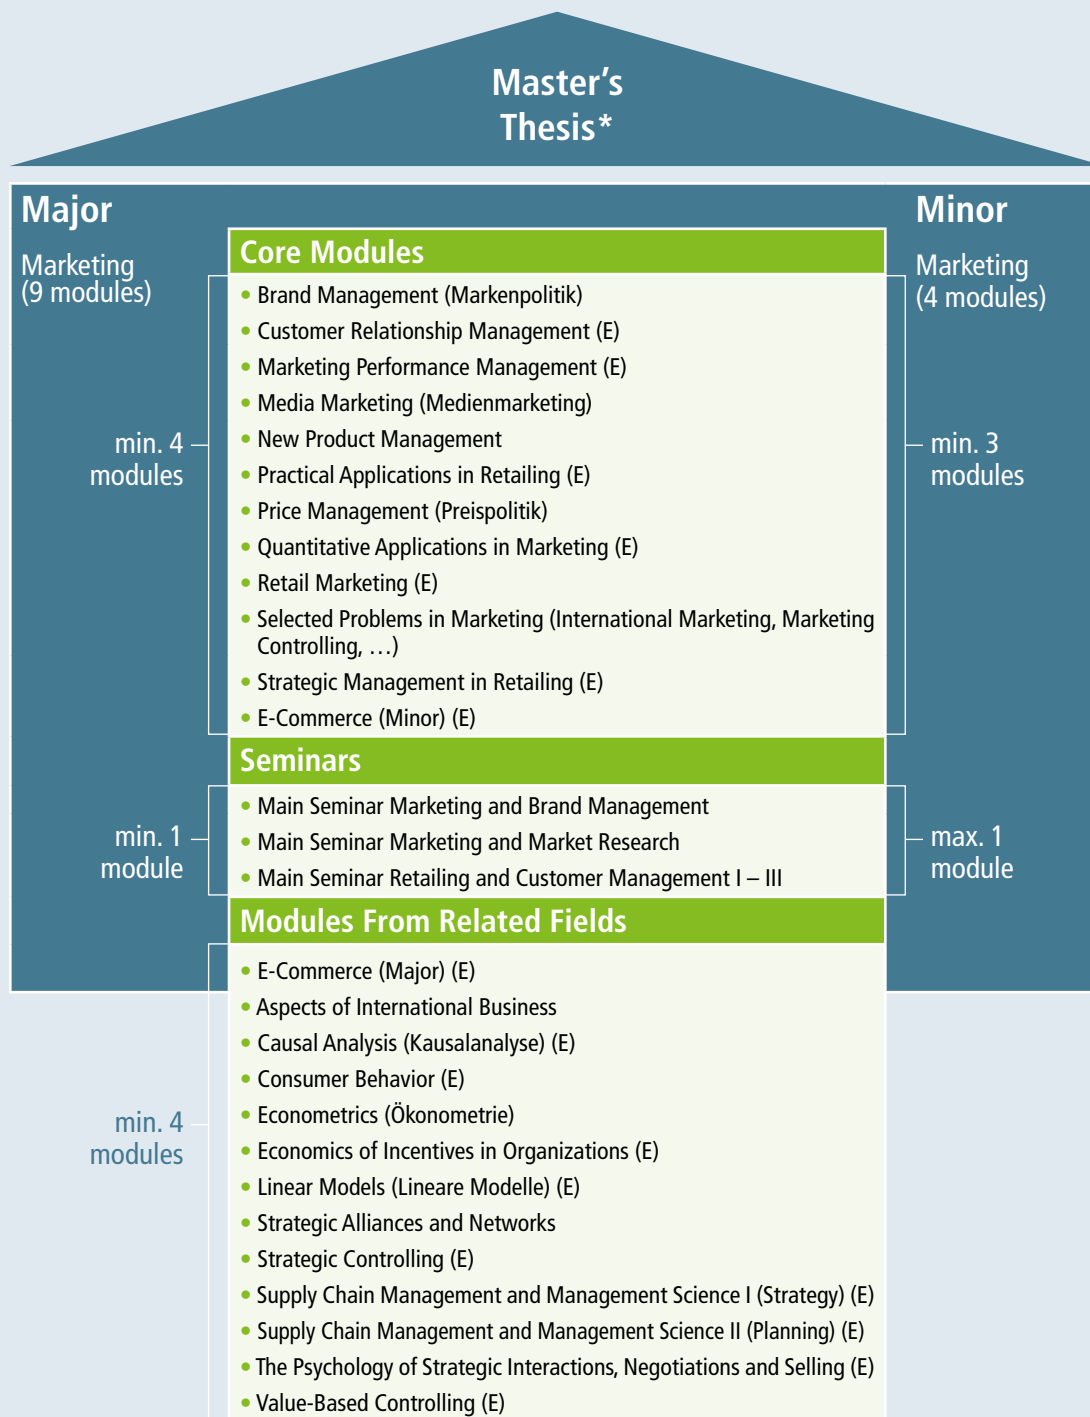 Master's
Thesis*
Major
Marketing
(9 modules)
min. 4
modules
min. 1
module
min. 4
modules
Core Modules
• Brand Management (Markenpolitik)
• Customer Relationship Management (E)
• Marketing Performance Management (E)
• Media Marketing (Medienmarketing)
• New Product Management
• Practical Applications in Retailing (E)
• Price Management (Preispolitik)
• Quantitative Applications in Marketing (E)
• Retail Marketing (E)
• Selected Problems in Marketing (International Marketing, Marketing
Controlling, …)
• Strategic Management in Retailing (E)
• E-Commerce (Minor) (E)
Seminars
• Main Seminar Marketing and Brand Management
• Main Seminar Marketing and Market Research
• Main Seminar Retailing and Customer Management I – III
Modules From Related Fields
• E-Commerce (Major) (E)
• Aspects of International Business
• Causal Analysis (Kausalanalyse) (E)
• Consumer Behavior (E)
• Econometrics (Ökonometrie)
• Economics of Incentives in Organizations (E)
• Linear Models (Lineare Modelle) (E)
• Strategic Alliances and Networks
• Strategic Controlling (E)
• Supply Chain Management and Management Science I (Strategy) (E)
• Supply Chain Management and Management Science II (Planning) (E)
• The Psychology of Strategic Interactions, Negotiations and Selling (E)
• Value-Based Controlling (E)
Minor
Marketing
(4 modules)
min. 3
modules
max. 1
module